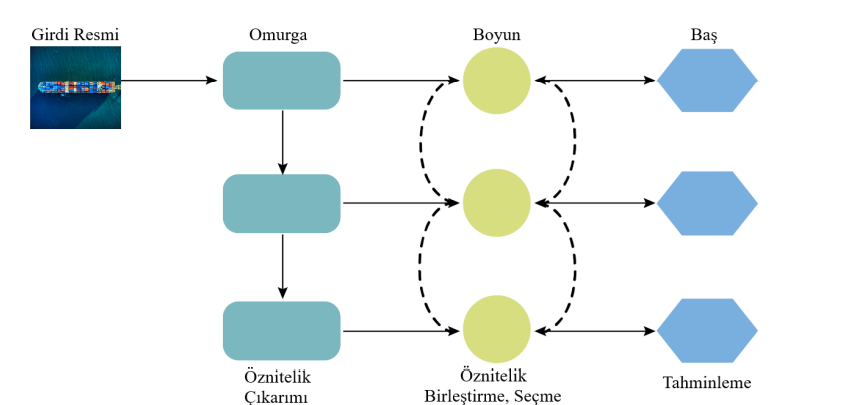 Girdi Resmi
Omurga
Boyun
Baş
Öznitelik
Çıkarımı
Öznitelik
Birleştirme, Seçme
Tahminleme